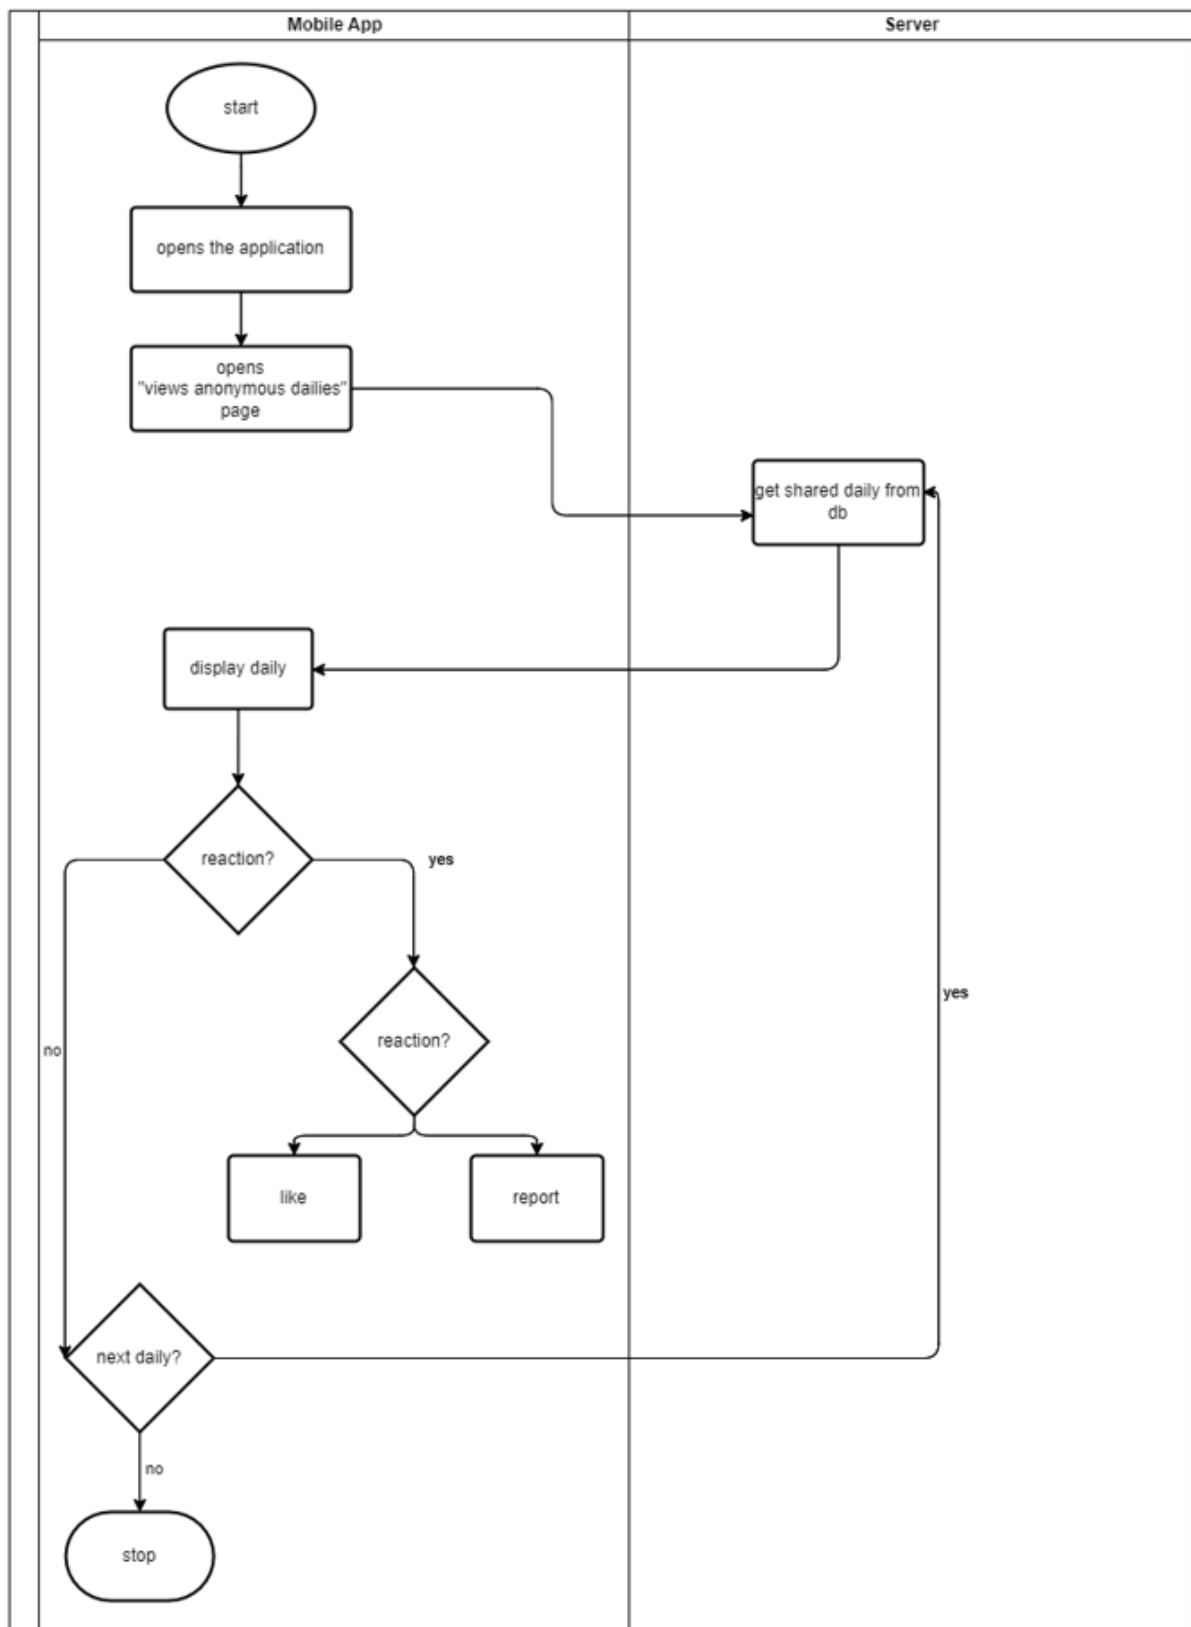 Mobile App
Server
start
opens the application
opens
"views anonymous dailies"
page
get shared daily from
db
display daily
reaction?
yes
reaction?
yes
no
like
report
next daily?
no
stop